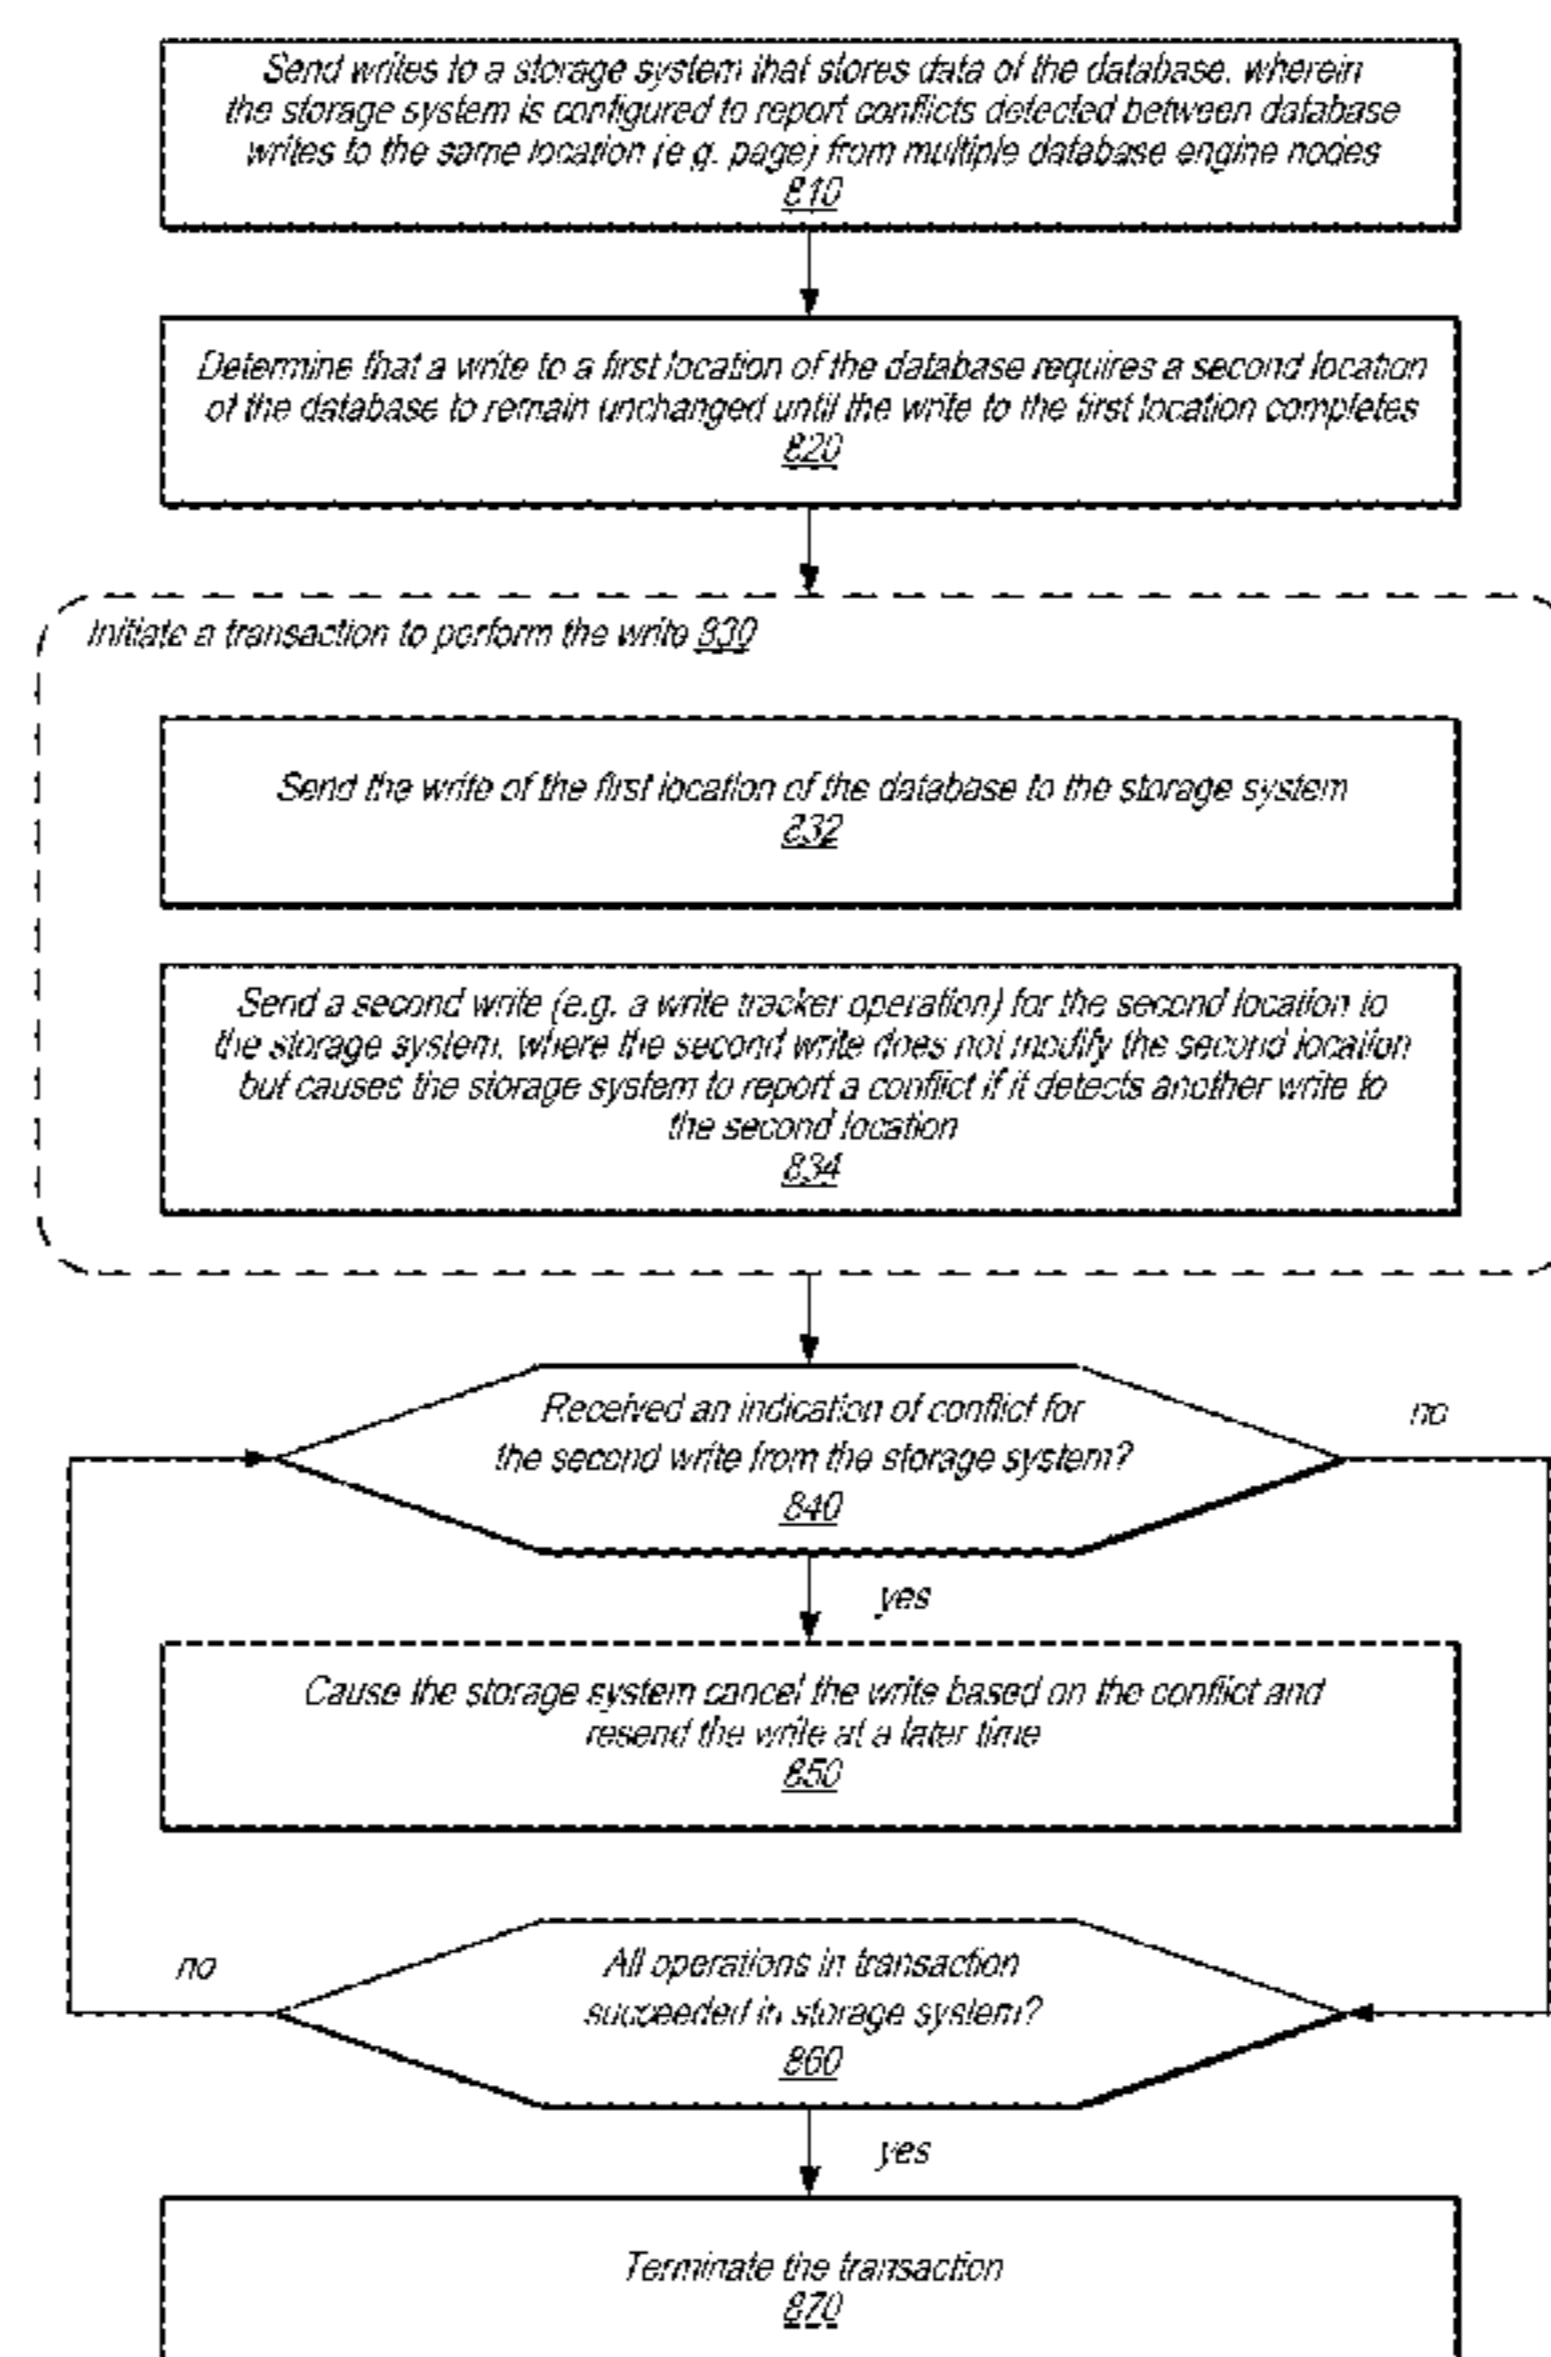 Send writes to a storage system that stores data of the database, wherein
the storage system is configured to report conflicts detected between database
writes to the same location (e.g. page) from multiple database engine nodes
810
Determine that a write to a first location of the database requires a second location
of the database to remain unchanged until the write to the first location completes
820
Initiate a transaction to perform the write 830
Send the write of the first location of the database to the storage system
832
Send a second write (e.g. a write tracker operation) for the second location to
the storage system, where the second write does not modify the second location
but causes the storage system to report a conflict if it detects another write to
the second location
834
Received an indication of conflict for
the second write from the storage system?
840
no
yes
Cause the storage system cancel the write based on the conflict and
resend the write at a later time
850
no
All operations in transaction
succeeded in storage system?
860
yes
Terminate the transaction
870